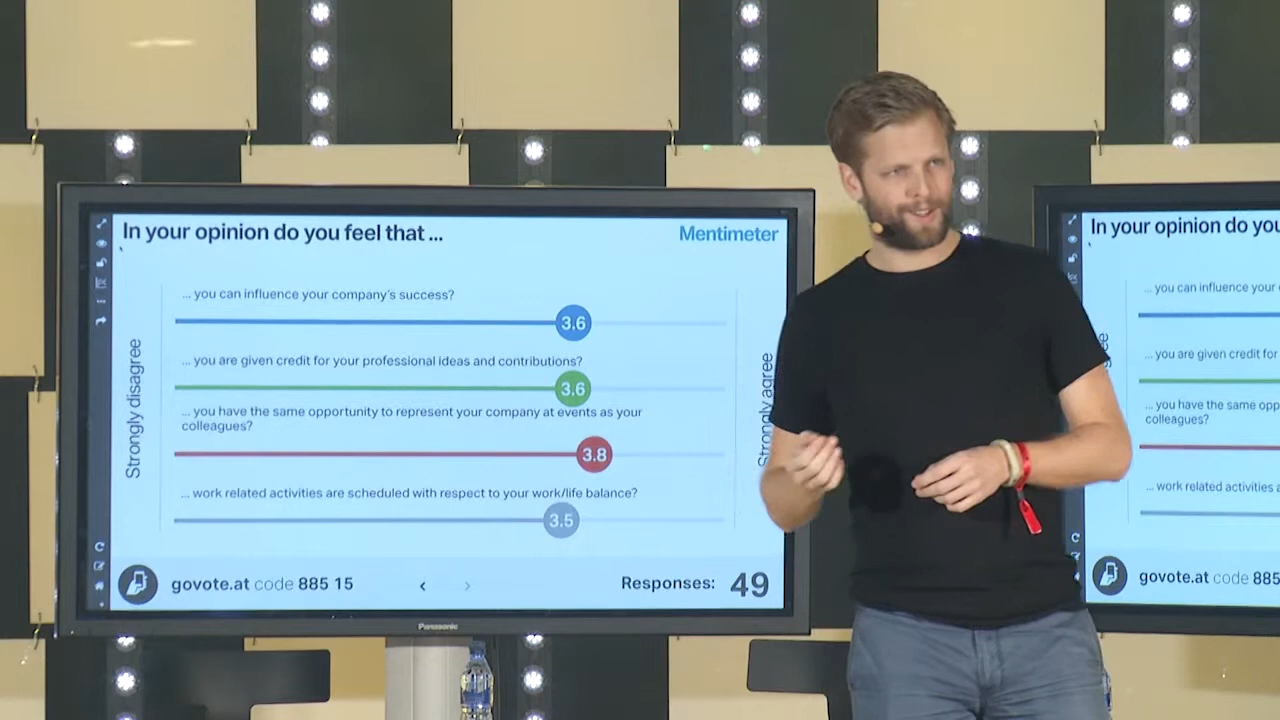 In your opinion do you feel that ...
Mentimeter
... you can influence your company's success?
3.6
... you are given credit for your professional ideas and contributions?
3.6
... you have the same opportunity to represent your company at events as your
colleagues?
3.8
... work related activities are scheduled with respect to your work/life balance?
3.5
Strongly disagree
Strongly agree
govote.at code 885 15
Responses: 49
Panasonic
In your opinion do you
... you can influence your
... you are given credit for
... you have the same opp
colleagues?
... work related activities
govote.at code 885